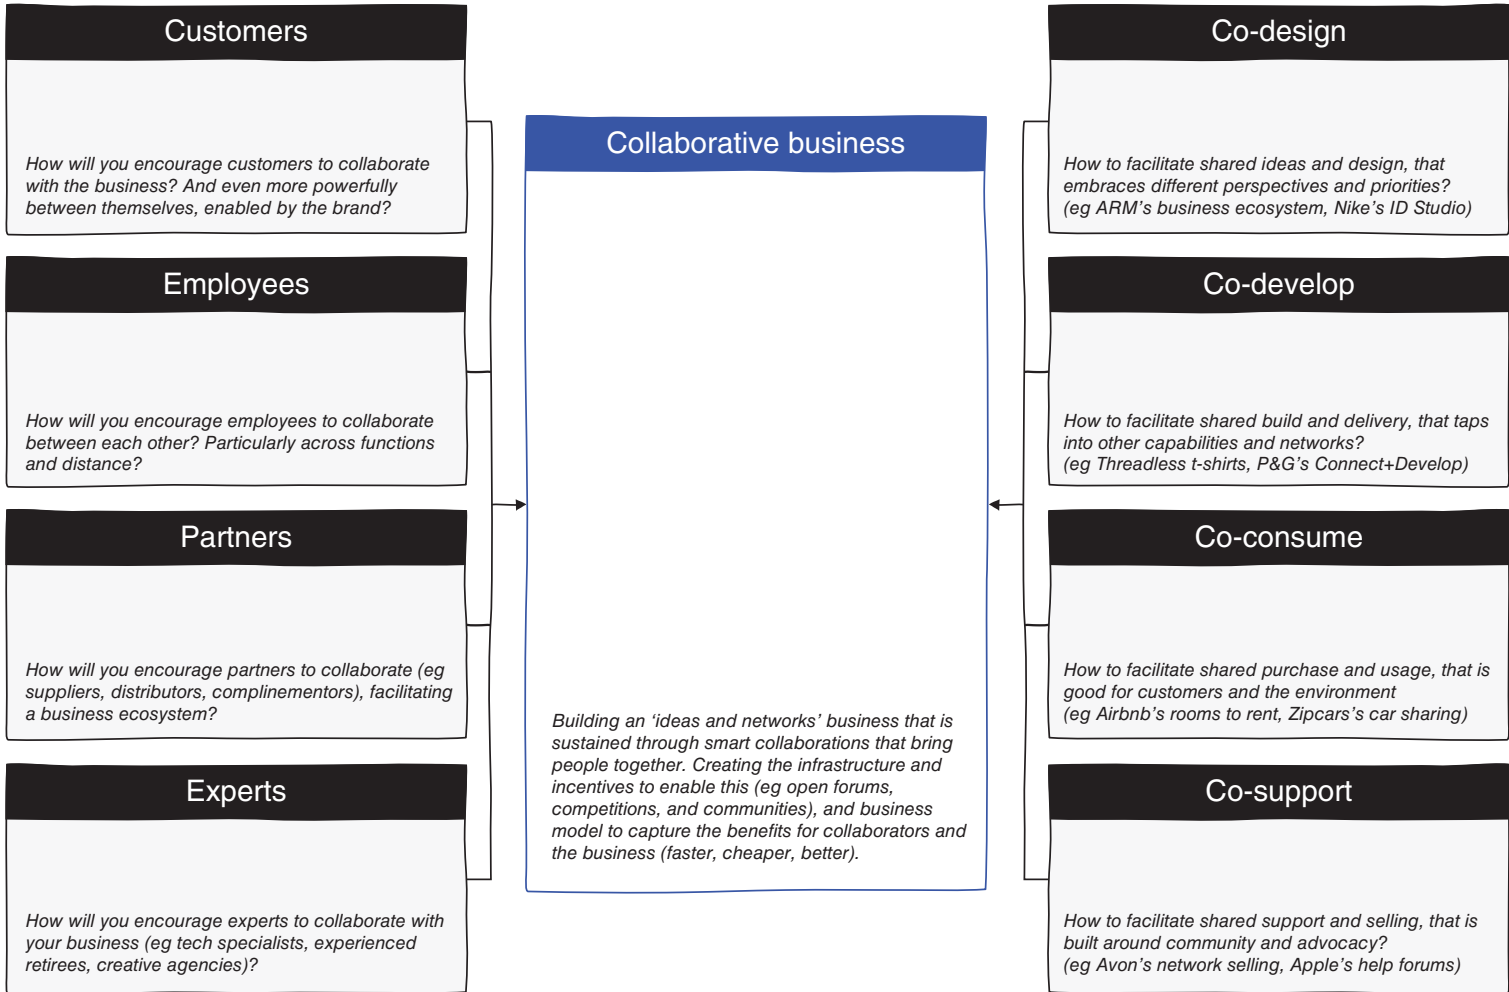 Customers
How will you encourage customers to collaborate
with the business? And even more powerfully
between themselves, enabled by the brand?
Employees
How will you encourage employees to collaborate
between each other? Particularly across functions
and distance?
Partners
How will you encourage partners to collaborate (eg
suppliers, distributors, complinementors), facilitating
a business ecosystem?
Experts
How will you encourage experts to collaborate with
your business (eg tech specialists, experienced
retirees, creative agencies)?
Collaborative business
Building an ‘ideas and networks’ business that is
sustained through smart collaborations that bring
people together. Creating the infrastructure and
incentives to enable this (eg open forums,
competitions, and communities), and business
model to capture the benefits for collaborators and
the business (faster, cheaper, better).
Co-design
How to facilitate shared ideas and design, that
embraces different perspectives and priorities?
(eg ARM’s business ecosystem, Nike’s ID Studio)
Co-develop
How to facilitate shared build and delivery, that taps
into other capabilities and networks?
(eg Threadless t-shirts, P&G’s Connect+Develop)
Co-consume
How to facilitate shared purchase and usage, that is
good for customers and the environment
(eg Airbnb’s rooms to rent, Zipcars’s car sharing)
Co-support
How to facilitate shared support and selling, that is
built around community and advocacy?
(eg Avon’s network selling, Apple’s help forums)